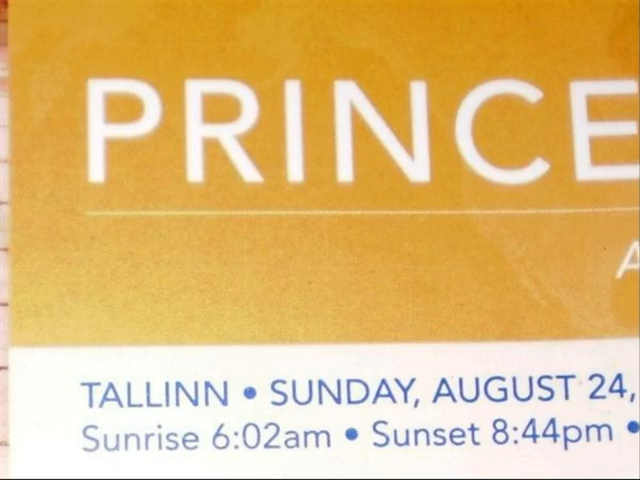 PRINCE
A
TALLINN • SUNDAY, AUGUST 24,
Sunrise 6:02am • Sunset 8:44pm •